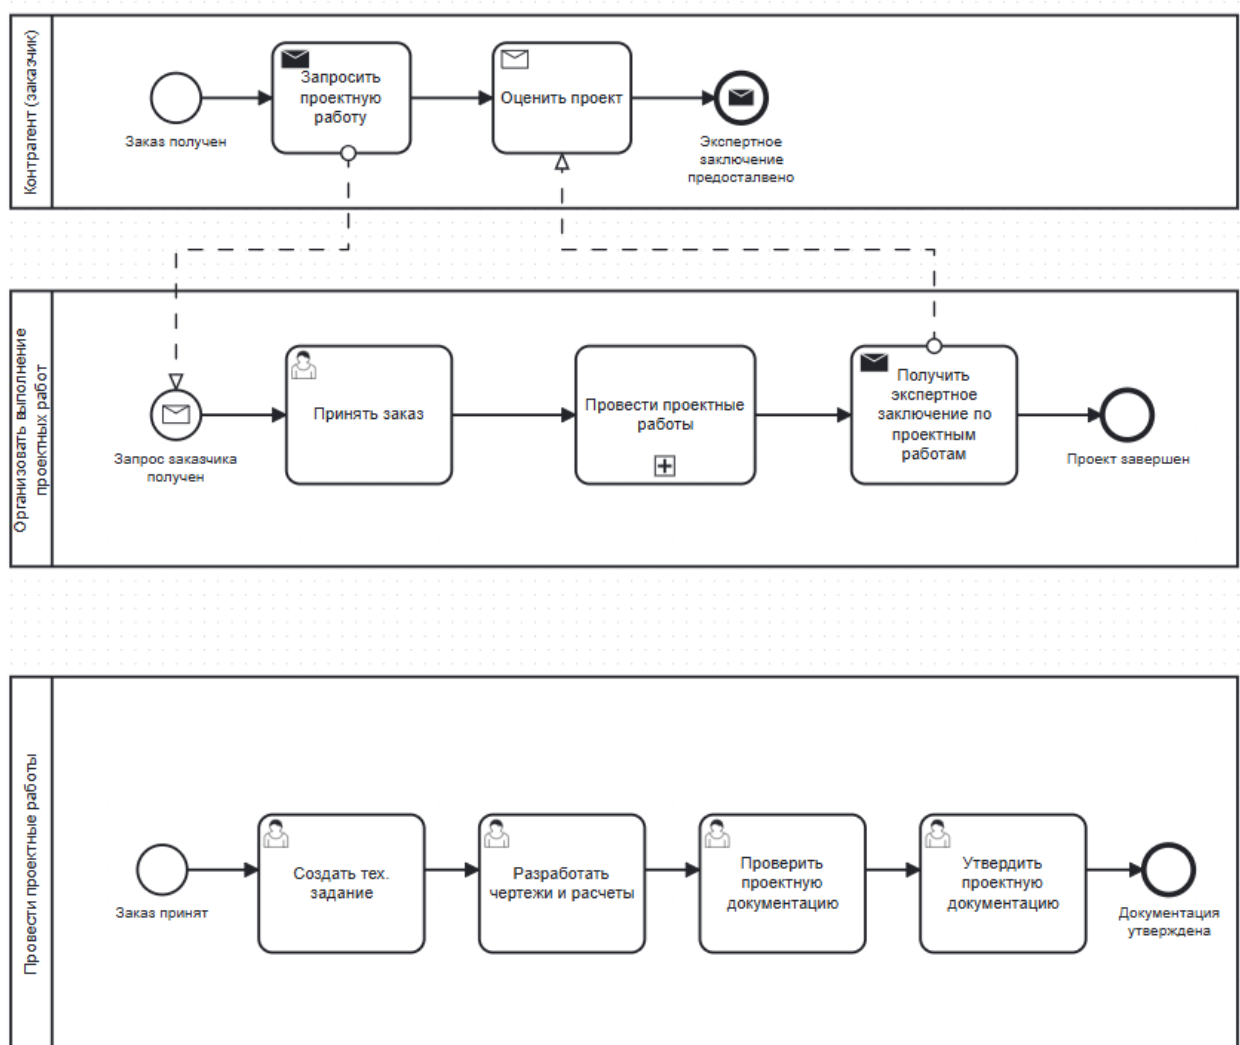 Контрагент (заказчик)
Заказ получен
Запросить
проектную
работу
Оценить проект
Экспертное
заключение
предосталвено
Организовать выполнение
проектных работ
Запрос заказчика
получен
Принять заказ
Провести проектные
работы
Получить
экспертное
заключение по
проектным
работам
Проект завершен
Провести проектные работы
Заказ принят
Создать тех.
задание
Разработать
чертежи и расчеты
Проверить
проектную
документацию
Утвердить
проектную
документацию
Документация
утверждена